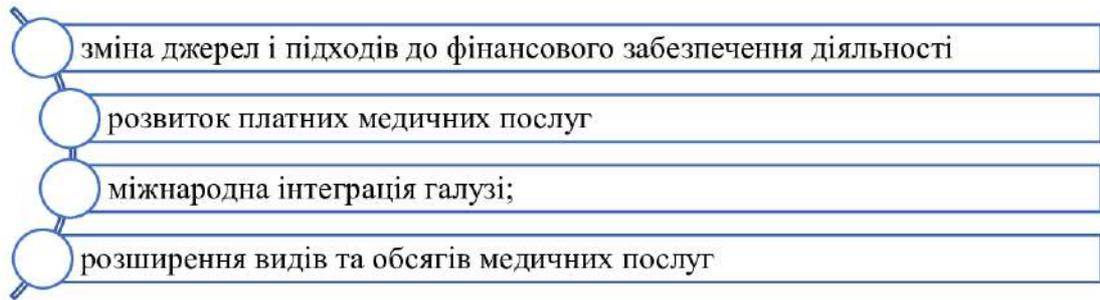 зміна джерел і підходів до фінансового забезпечення діяльності
розвиток платних медичних послуг
міжнародна інтеграція галузі;
розширення видів та обсягів медичних послуг